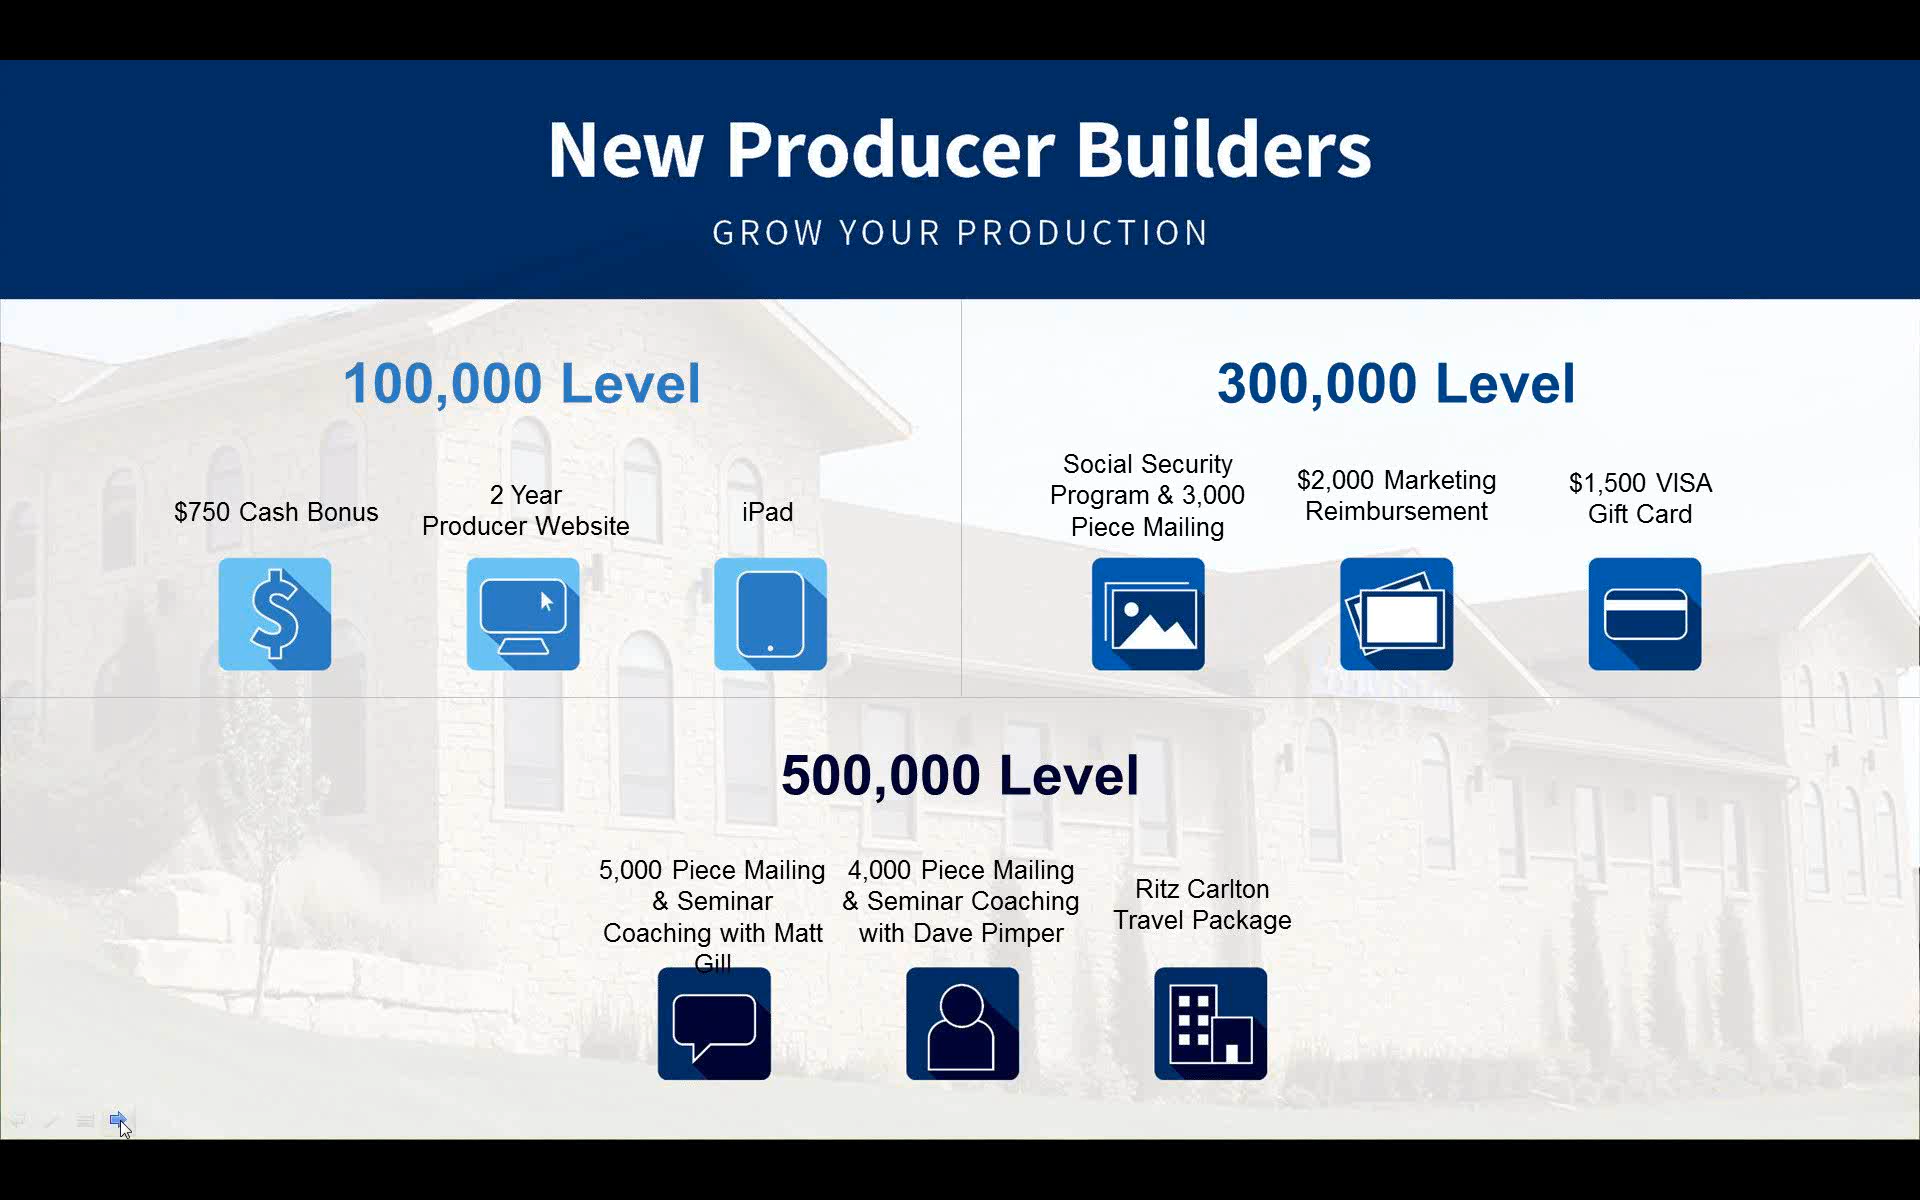 New Producer Builders
GROW YOUR PRODUCTION
100,000 Level
$750 Cash Bonus
2 Year
Producer Website
iPad
300,000 Level
Social Security
Program & 3,000
Piece Mailing
$2,000 Marketing
Reimbursement
$1,500 VISA
Gift Card
500,000 Level
5,000 Piece Mailing
& Seminar
Coaching with Matt
Gill
4,000 Piece Mailing
& Seminar Coaching
with Dave Pimper
Ritz Carlton
Travel Package